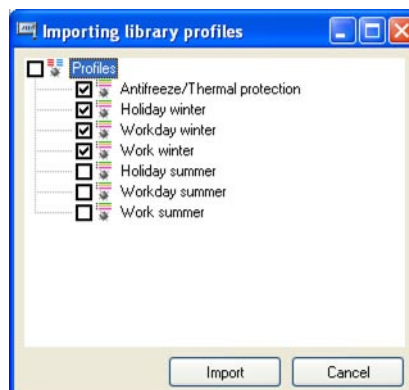 Importing library profiles
Profiles
Antifreeze/Thermal protection
Holiday winter
Workday winter
Work winter
Holiday summer
Workday summer
Work summer
Import Cancel